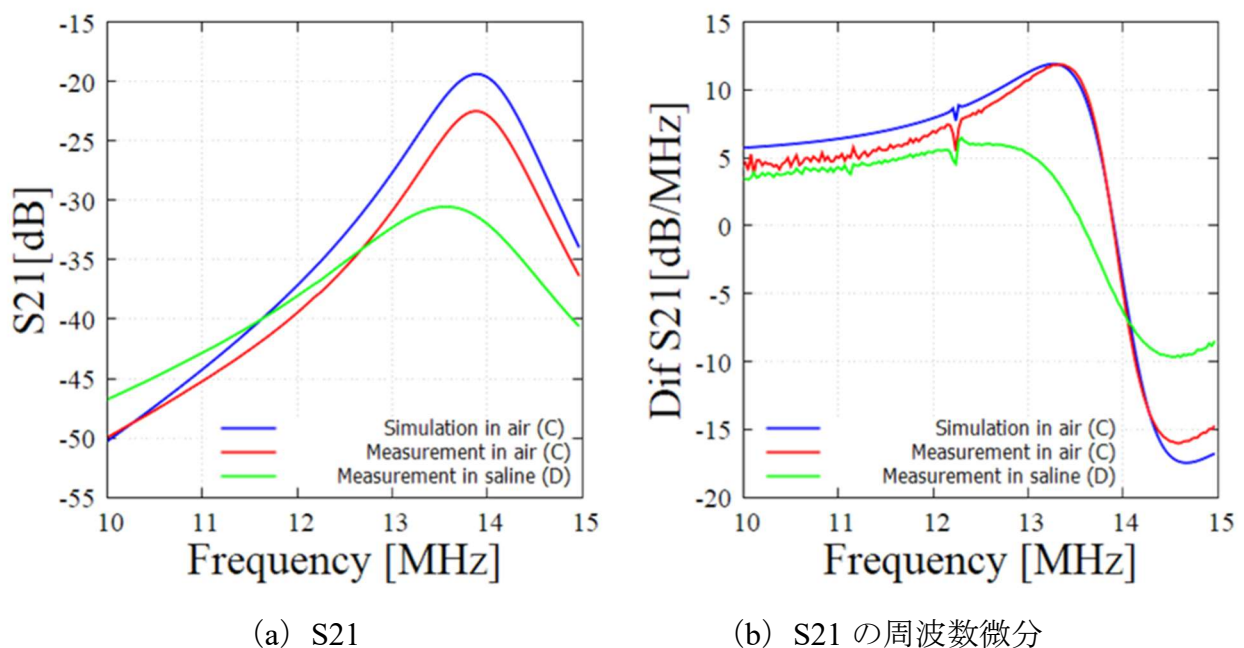 S21[dB]
-15
-20
-25
-30
-35
-40
-45
-50
-55
Simulation in air (C)
Measurement in air (C)
Measurement in saline (D)
10 11 12 13 14 15
Frequency [MHz]
(a) S21
Dif S21[dB/MHz]
15
10
5
0
-5
-10
-15
-20
Simulation in air (C)
Measurement in air (C)
Measurement in saline (D)
10 11 12 13 14 15
Frequency [MHz]
(b) S21 の周波数微分